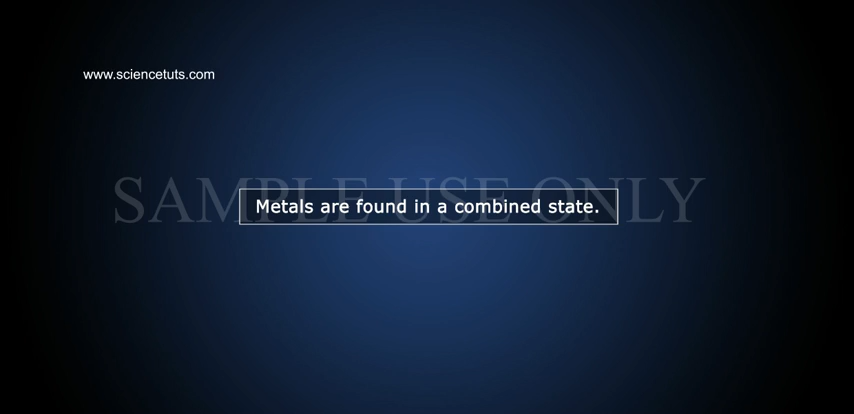 www.sciencetuts.com
SAMPLE USE ONLY
Metals are found in a combined state.